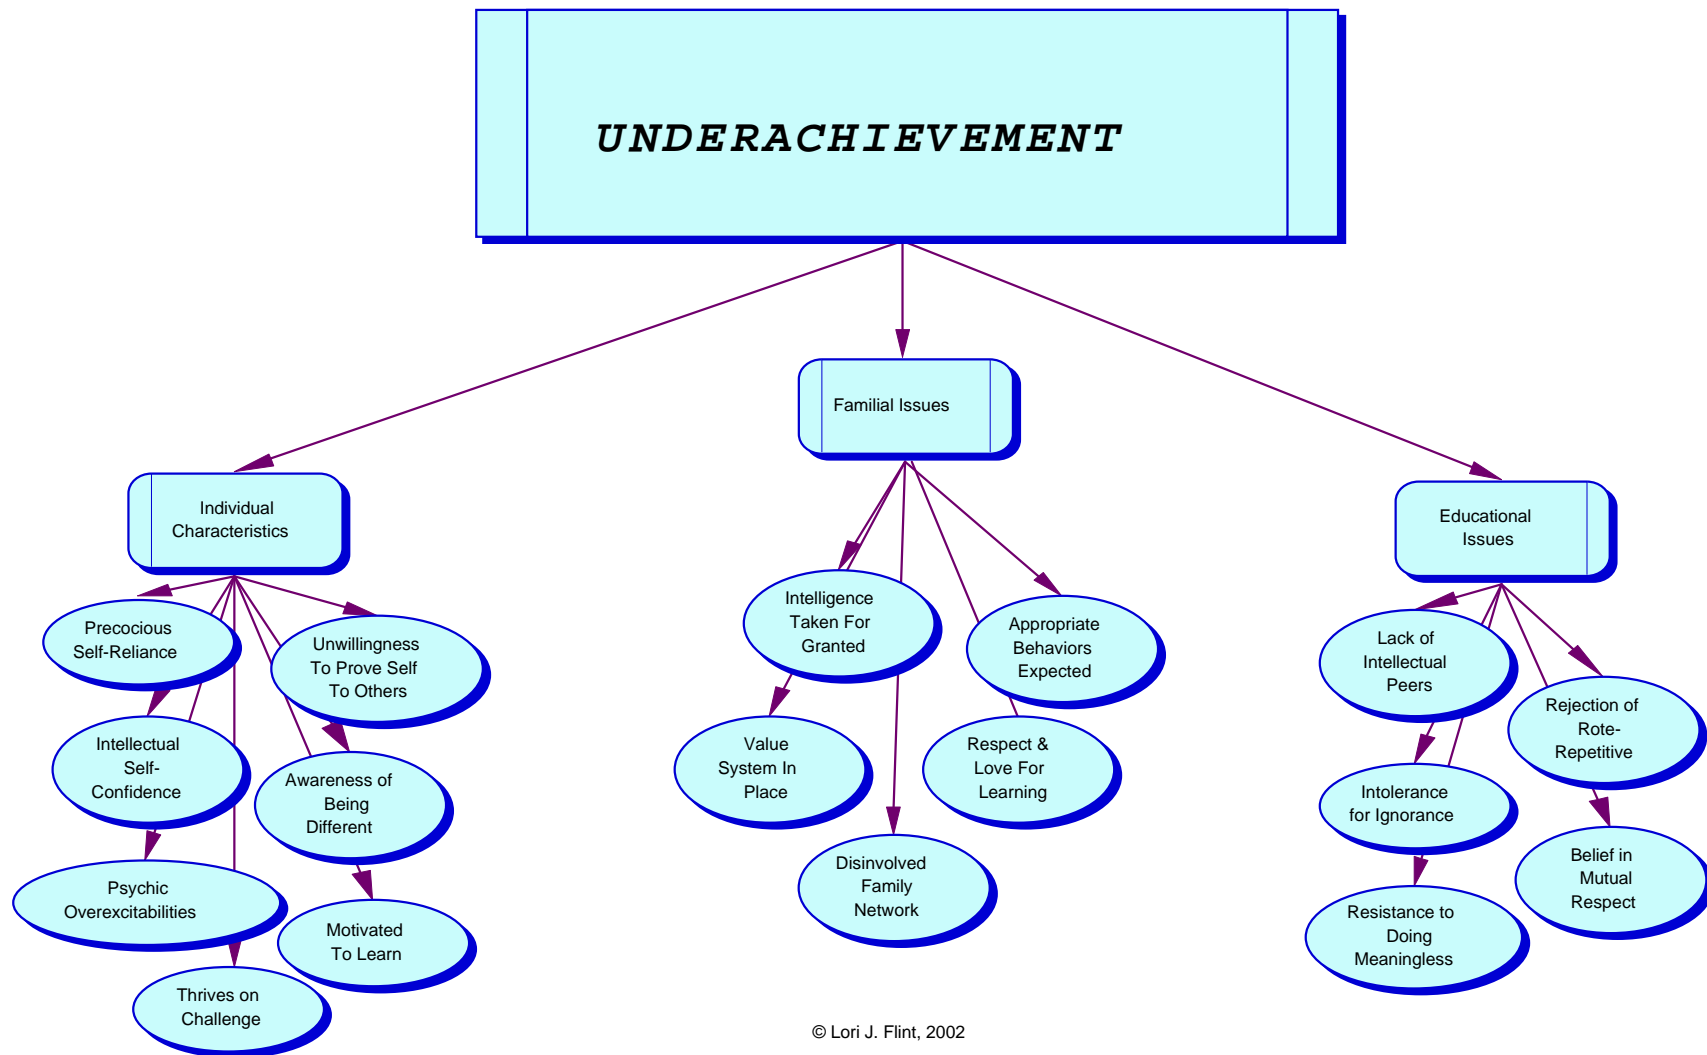 UNDERACHIEVEMENT
Familial Issues
Individual
Characteristics
Educational
Issues
Precocious
Self-Reliance
Unwillingness
To Prove Self
To Others
Intellectual
Self-
Confidence
Awareness of
Being
Different
Psychic
Overexcitabilities
Motivated
To Learn
Thrives on
Challenge
Intelligence
Taken For
Granted
Appropriate
Behaviors
Expected
Value
System In
Place
Respect &
Love For
Learning
Disinvolved
Family
Network
Lack of
Intellectual
Peers
Rejection of
Rote-
Repetitive
Intolerance
for Ignorance
Belief in
Mutual
Respect
Resistance to
Doing
Meaningless
© Lori J. Flint, 2002